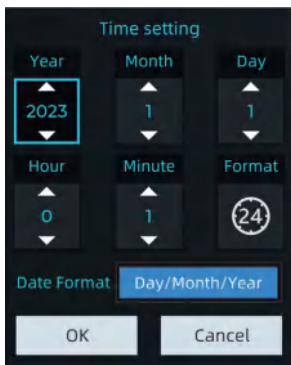 Time setting
Year Month Day
2023 1 1
Hour Minute Format
0 1 24
Date Format Day/Month/Year
OK Cancel